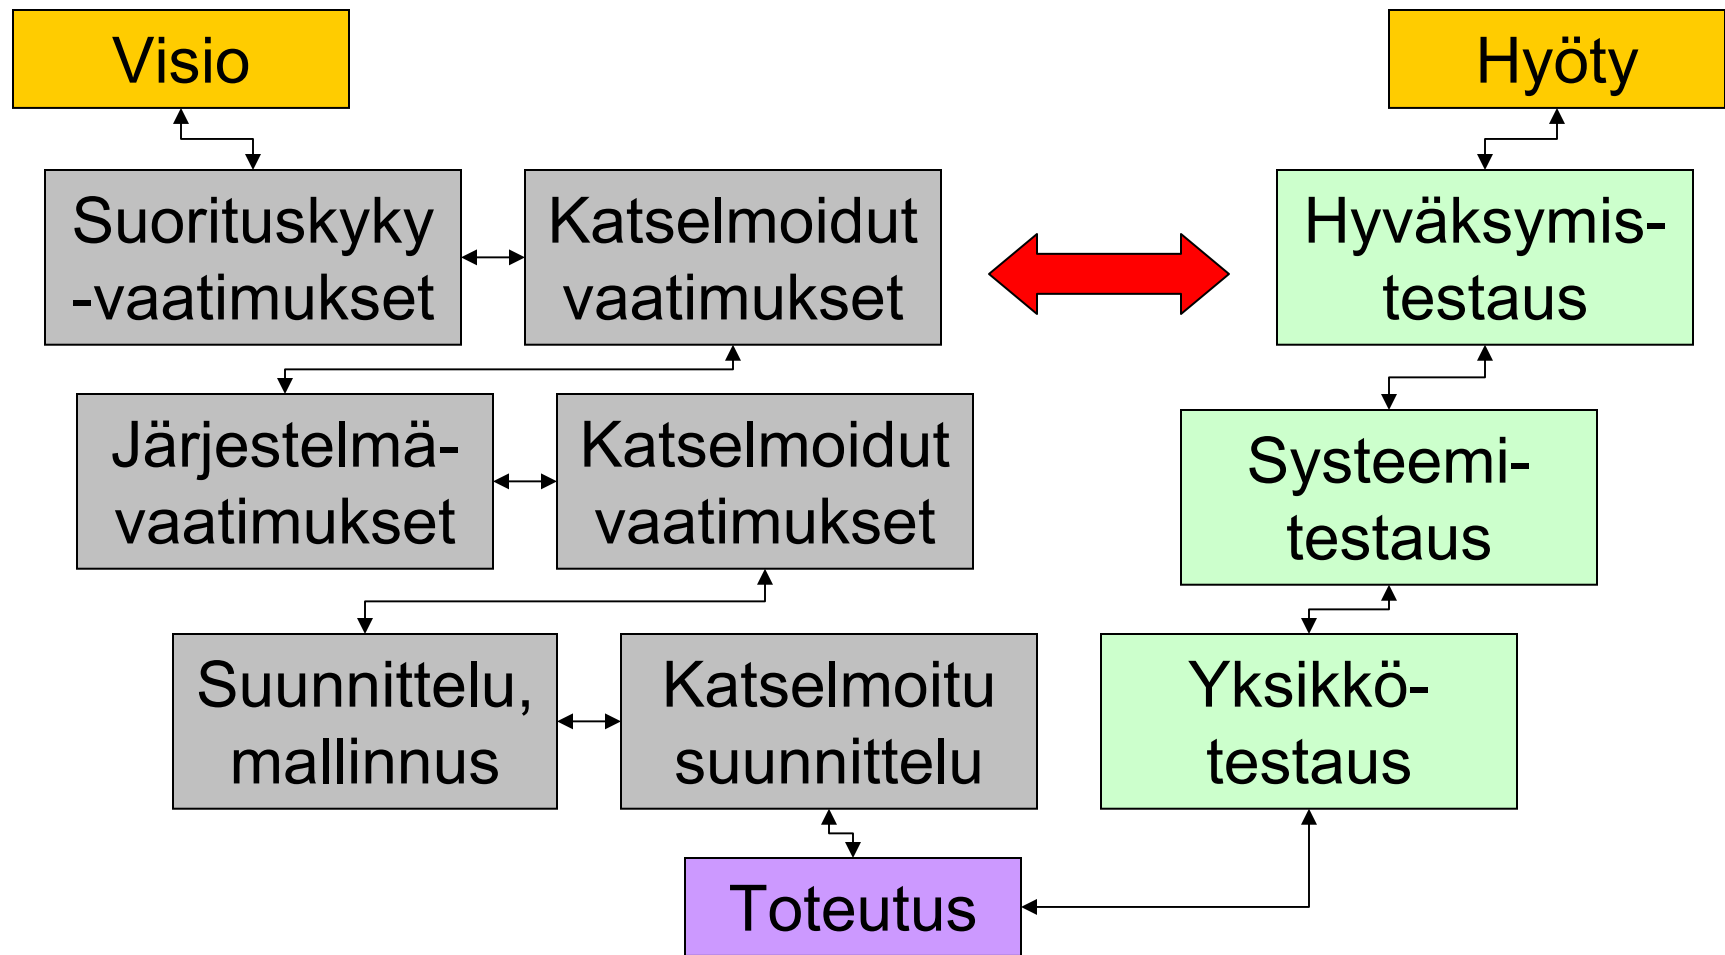 Visio
Hyöty
Suorituskyky
-vaatimukset
Katselmoidut
vaatimukset
Hyväksymis-
testaus
Järjestelmä-
vaatimukset
Katselmoidut
vaatimukset
Systeemi-
testaus
Suunnittelu,
mallinnus
Katselmoitu
suunnittelu
Yksikkö-
testaus
Toteutus